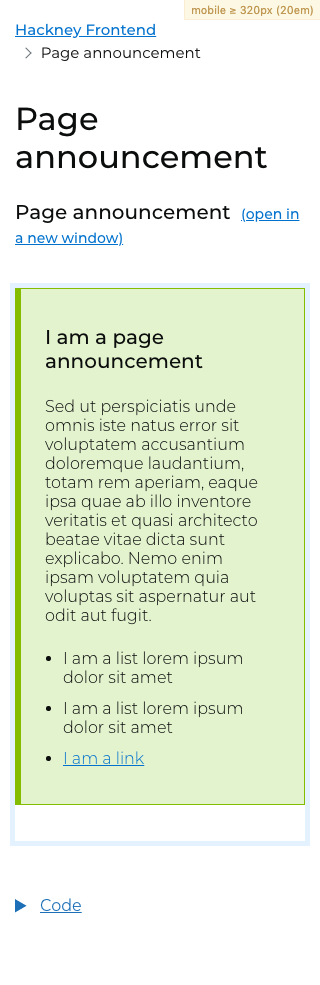 mobile ≥ 320px (20em)
Hackney Frontend
Page announcement
Page
announcement
Page announcement (open in
a new window)
I am a page
announcement
Sed ut perspiciatis unde
omnis iste natus error sit
voluptatem accusantium
doloremque laudantium,
totam rem aperiam, eaque
ipsa quae ab illo inventore
veritatis et quasi architecto
beatae vitae dicta sunt
explicabo. Nemo enim
ipsam voluptatem quia
voluptas sit aspernatur aut
odit aut fugit.
I am a list lorem ipsum
dolor sit amet
I am a list lorem ipsum
dolor sit amet
I am a link
Code